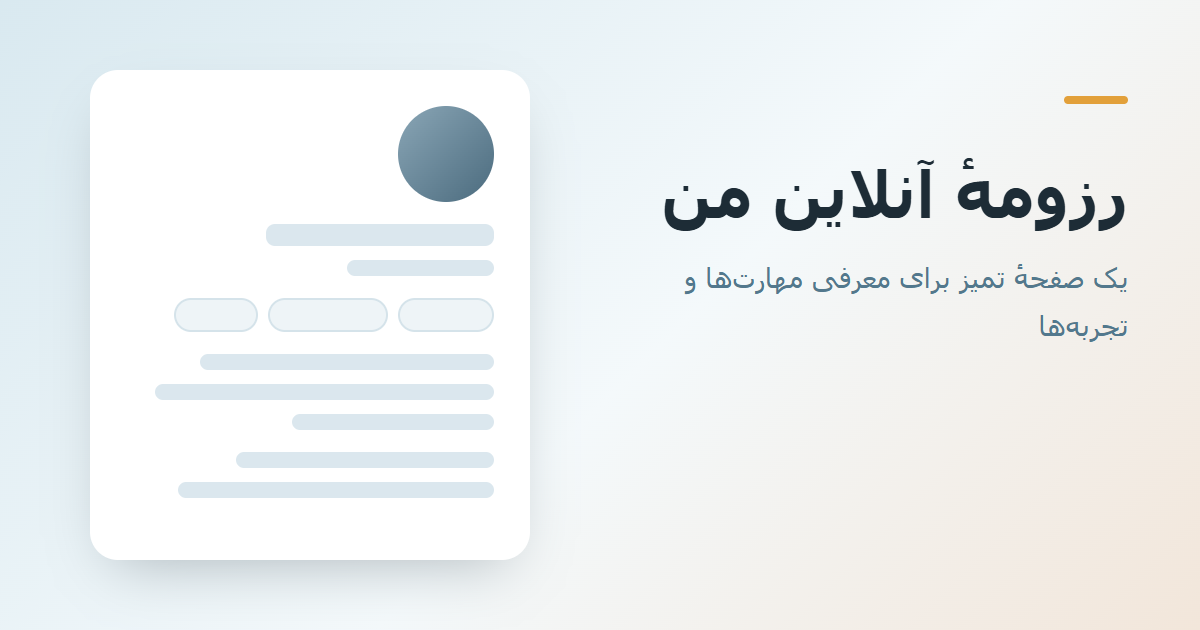 رزومهٔ آنلاین من
یک صفحهٔ تمیز برای معرفی مهارت‌ها و
تجربه‌ها